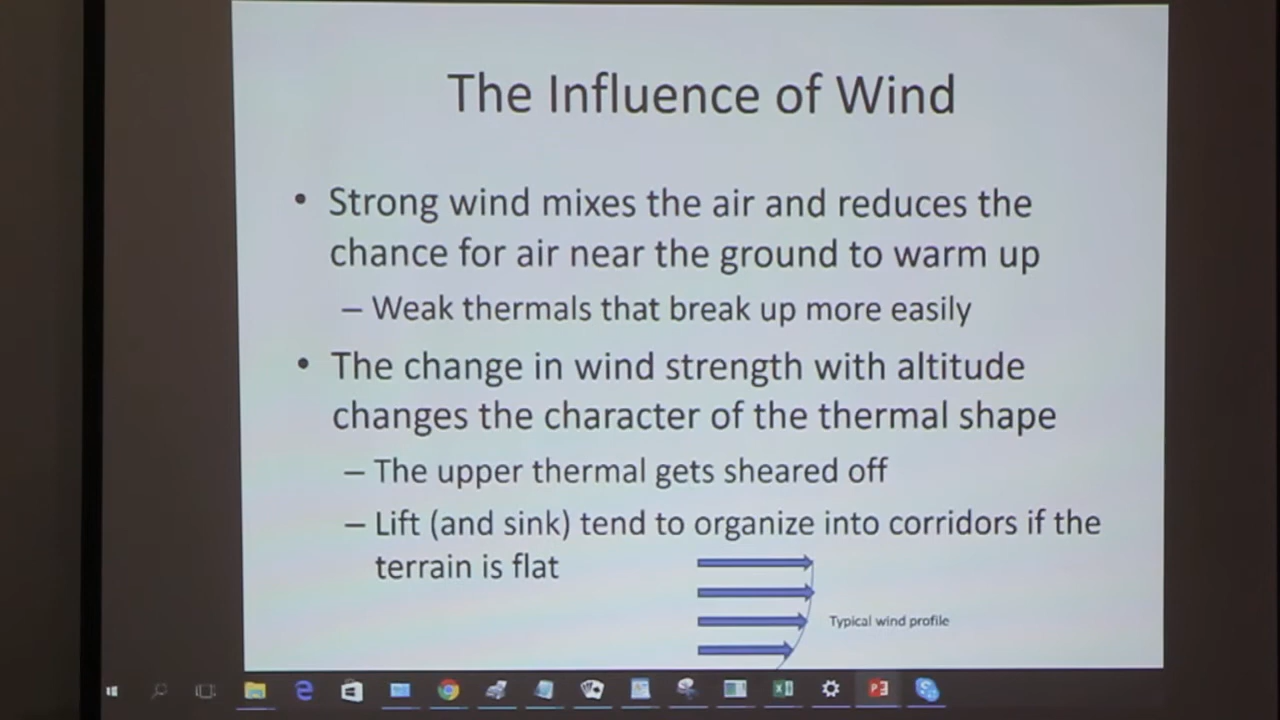 The Influence of Wind
• Strong wind mixes the air and reduces the
chance for air near the ground to warm up
– Weak thermals that break up more easily
• The change in wind strength with altitude
changes the character of the thermal shape
– The upper thermal gets sheared off
– Lift (and sink) tend to organize into corridors if the
terrain is flat
Typical wind profile